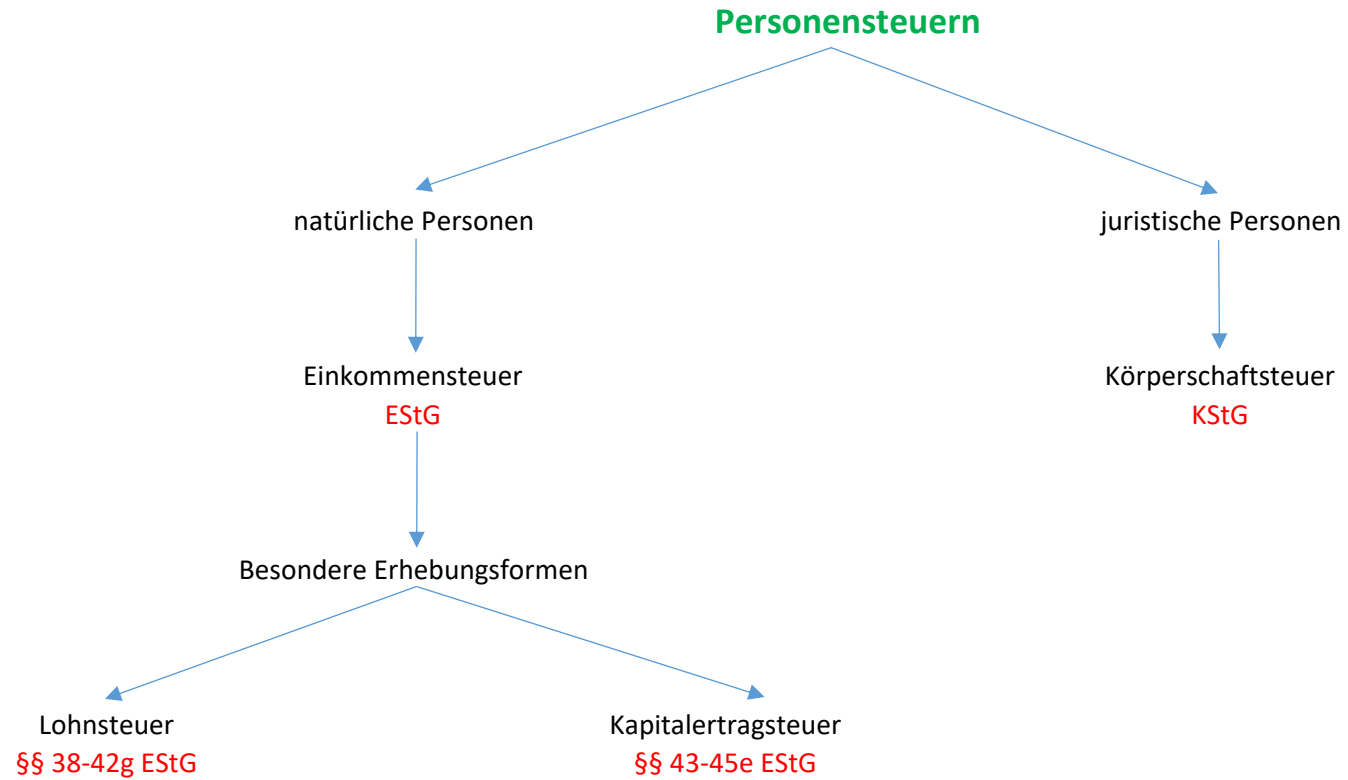 Personensteuern
natürliche Personen
juristische Personen
Einkommensteuer
EStG
Körperschaftsteuer
KStG
Besondere Erhebungsformen
Lohnsteuer
§§ 38-42g EStG
Kapitalertragsteuer
§§ 43-45e EStG